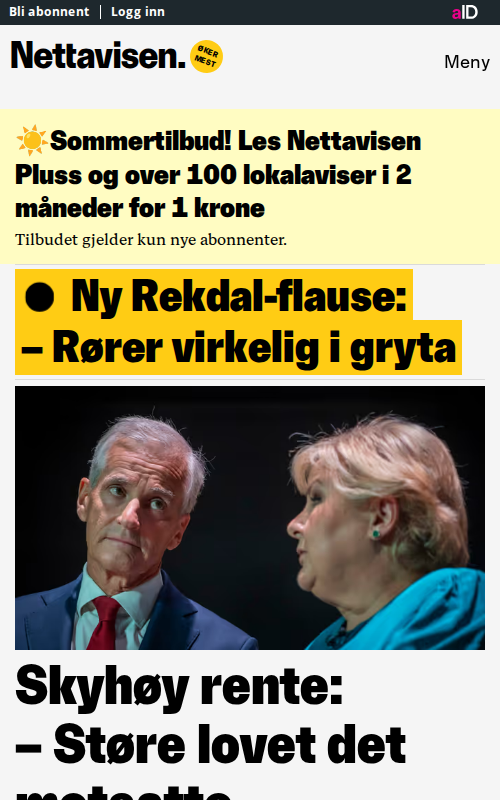 Bli abonnent | Logg inn
aID
Nettavisen.
ØKER
MEST
Meny
☀️Sommertilbud! Les Nettavisen
Pluss og over 100 lokalaviser i 2
måneder for 1 krone
Tilbudet gjelder kun nye abonnenter.
● Ny Rekdal-flause:
– Rører virkelig i gryta
Skyhøy rente:
– Støre lovet det